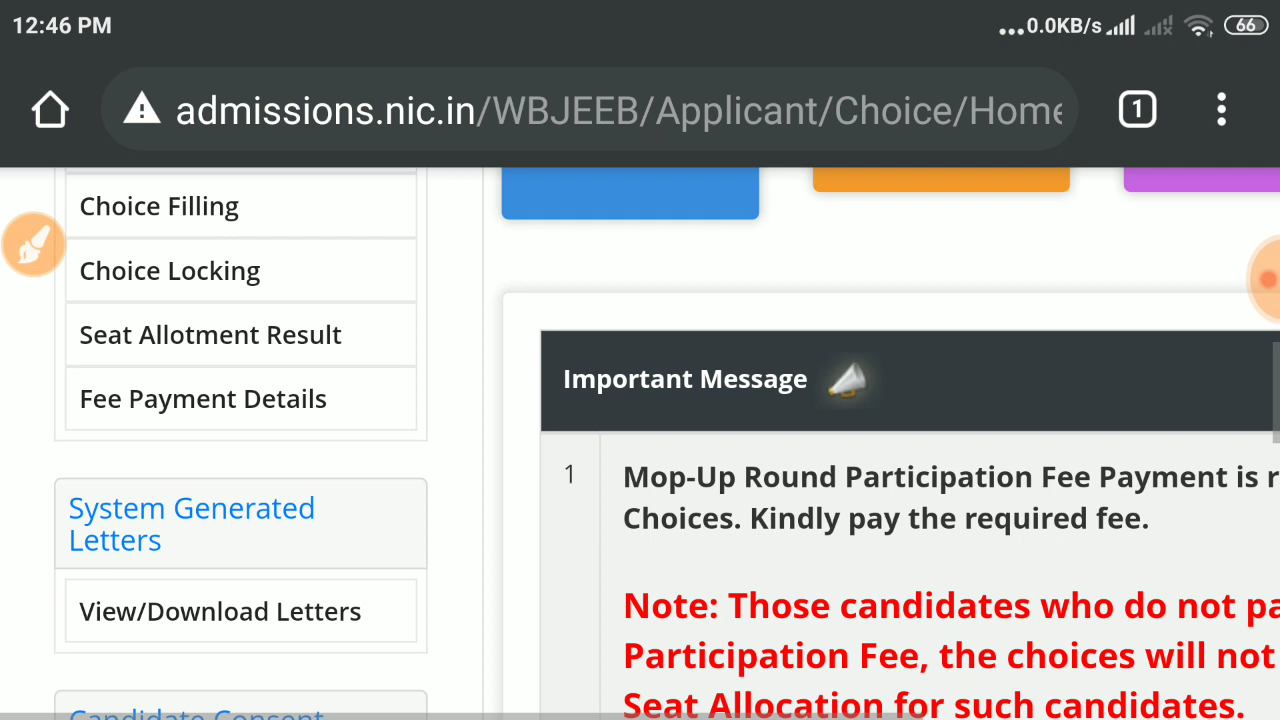 12:46 PM
...0.0KB/s
66
admissions.nic.in/WBJEEB/Applicant/Choice/Home
1
Choice Filling
Choice Locking
Seat Allotment Result
Fee Payment Details
System Generated
Letters
View/Download Letters
Candidate Consent
Important Message
1
Mop-Up Round Participation Fee Payment is r
Choices. Kindly pay the required fee.
Note: Those candidates who do not pa
Participation Fee, the choices will not
Seat Allocation for such candidates.